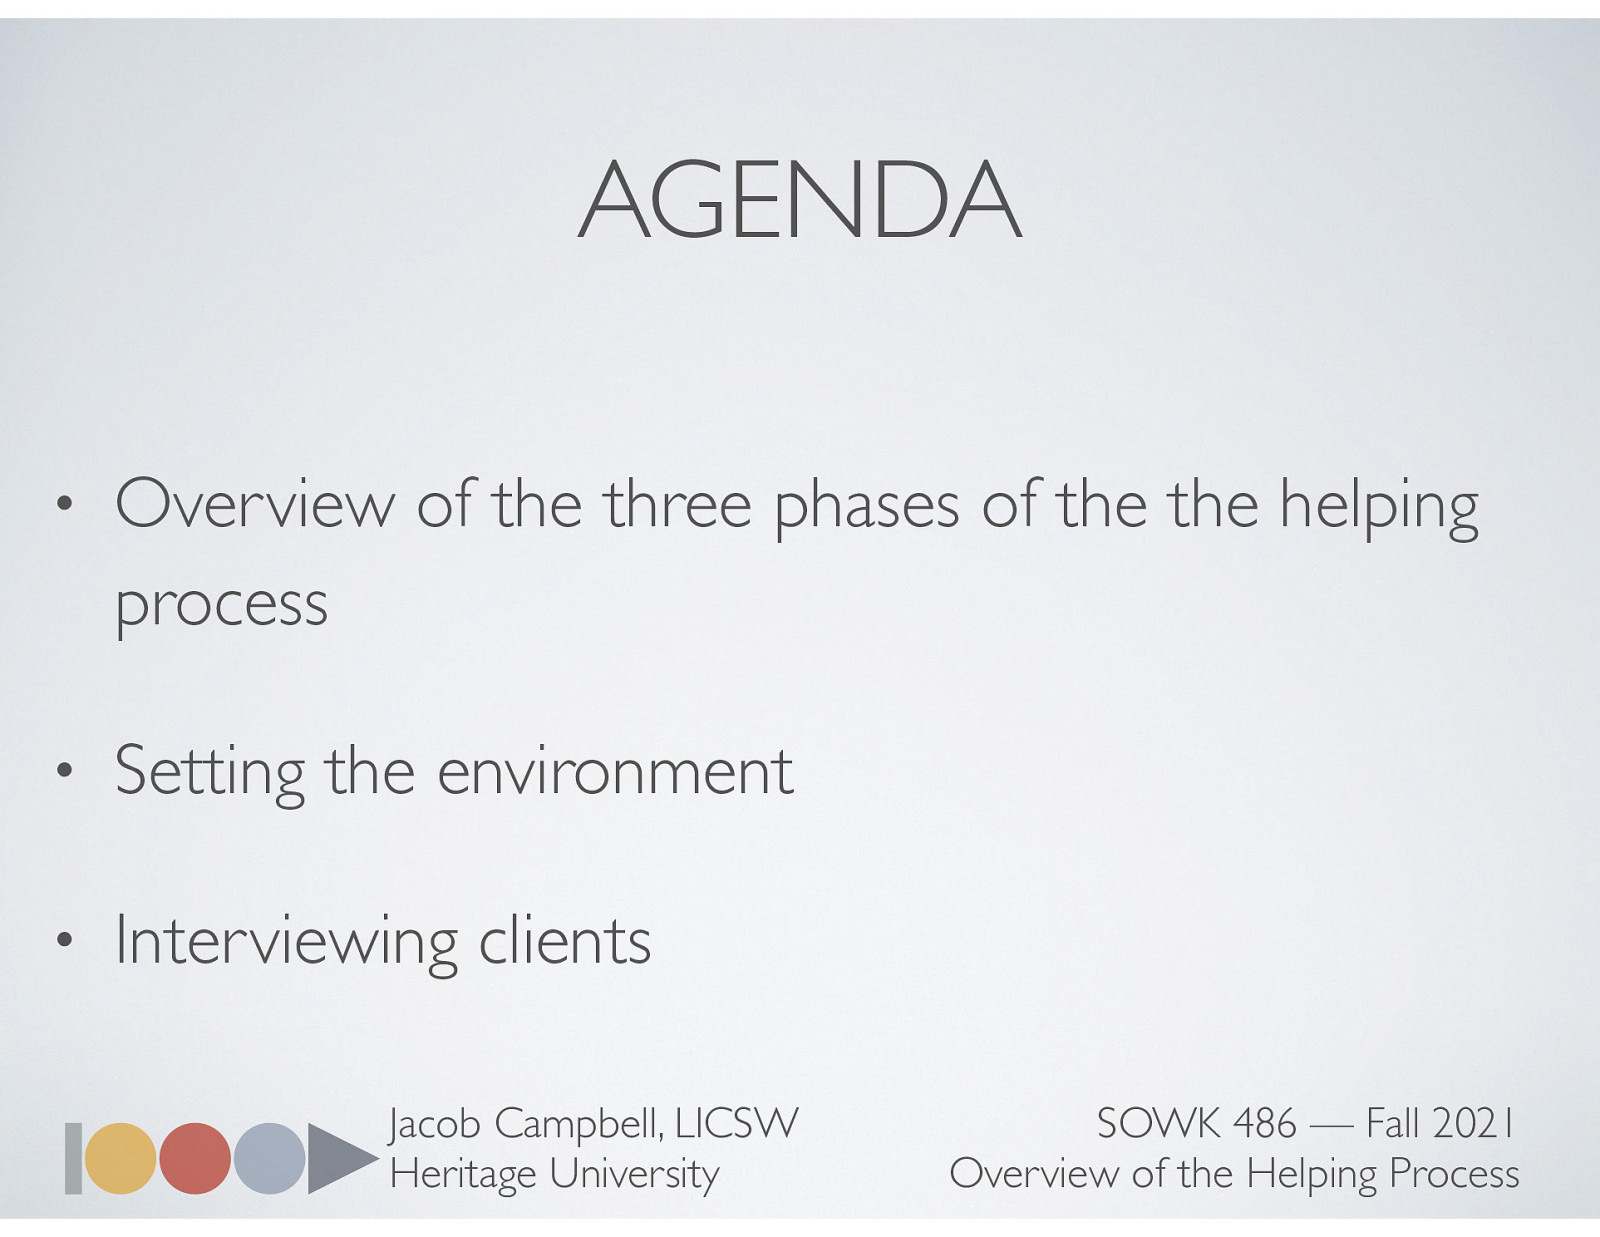 AGENDA
• Overview of the three phases of the the helping
process
• Setting the environment
• Interviewing clients
Jacob Campbell, LICSW
Heritage University
SOWK 486 — Fall 2021
Overview of the Helping Process